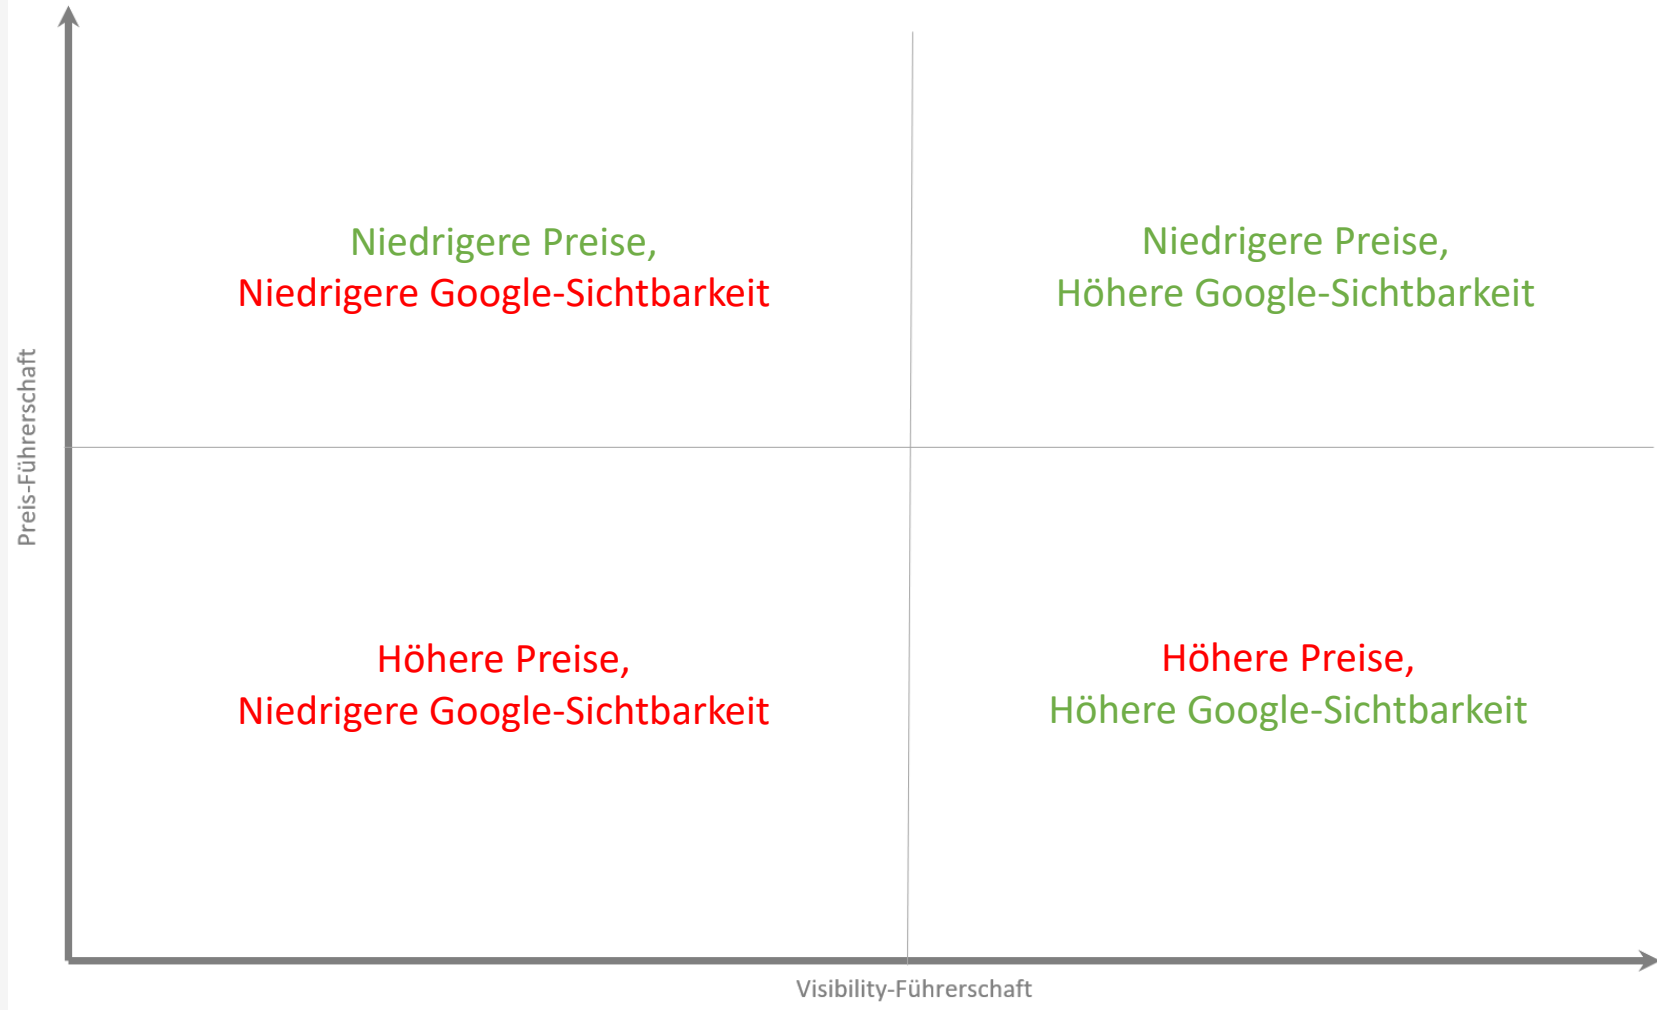 Niedrigere Preise,
Niedrigere Google-Sichtbarkeit
Niedrigere Preise,
Höhere Google-Sichtbarkeit
Preis-Führerschaft
Höhere Preise,
Niedrigere Google-Sichtbarkeit
Höhere Preise,
Höhere Google-Sichtbarkeit
Visibility-Führerschaft